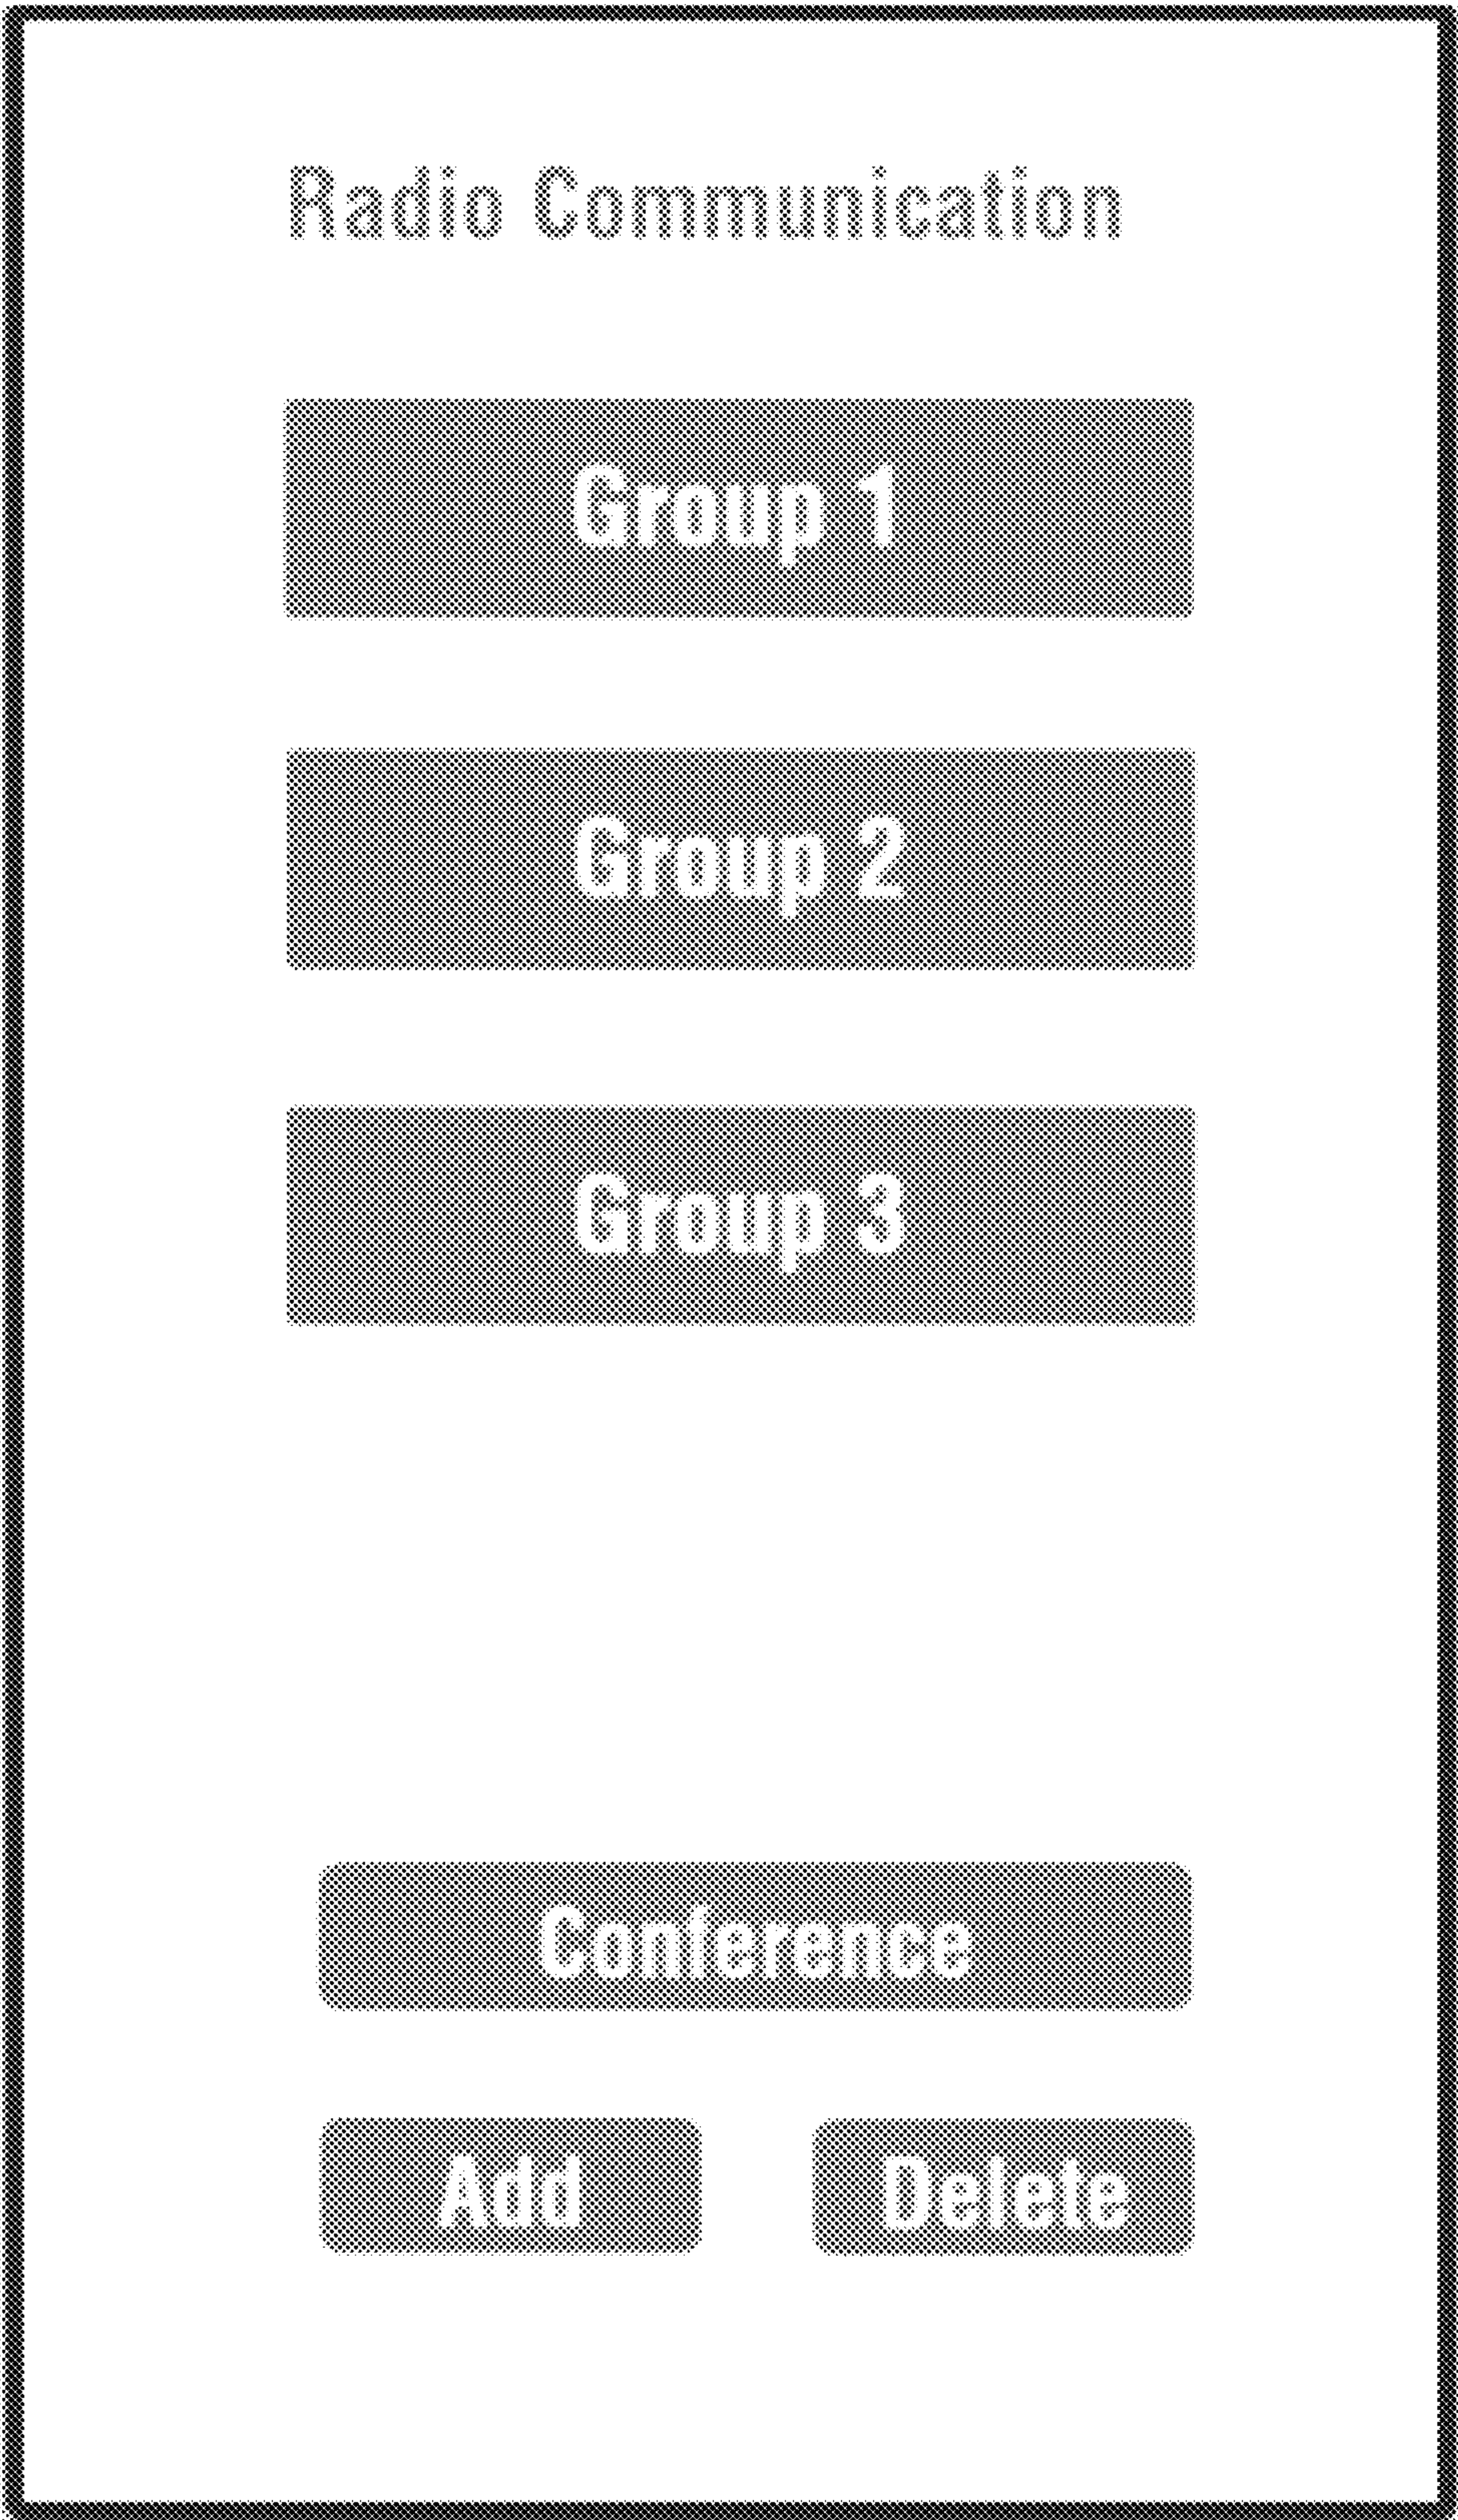 Radio Communication
Group 1
Group 2
Group 3
Conference
Add Delete